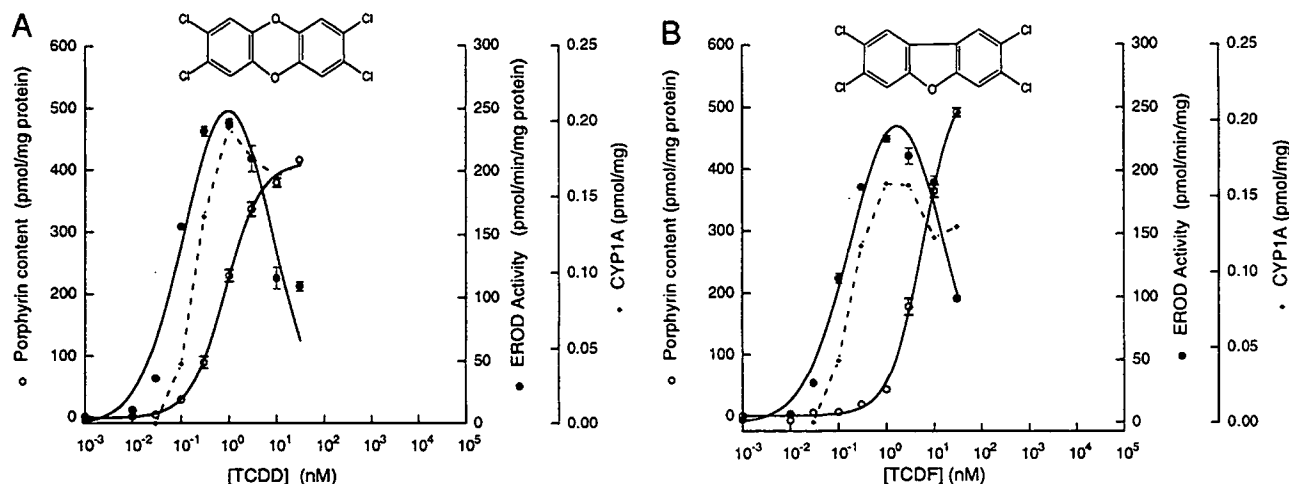 A
Cl
O
Cl
Cl
O
Cl
600
500
400
300
200
100
0
Porphyrin content (pmol/mg protein)
300
250
200
150
100
50
0
EROD Activity (pmol/min/mg protein)
0.25
0.20
0.15
0.10
0.05
0.00
CYP1A (pmol/mg)
10-3 10-2 10-1 100 101 102 103 104 105
[TCDD] (nM)
B
Cl
Cl
Cl
O
Cl
600
500
400
300
200
100
0
Porphyrin content (pmol/mg protein)
300
250
200
150
100
50
0
EROD Activity (pmol/min/mg)
0.25
0.20
0.15
0.10
0.05
0.00
CYP1A (pmol/mg)
10-3 10-2 10-1 100 101 102 103 104 105
[TCDF] (nM)